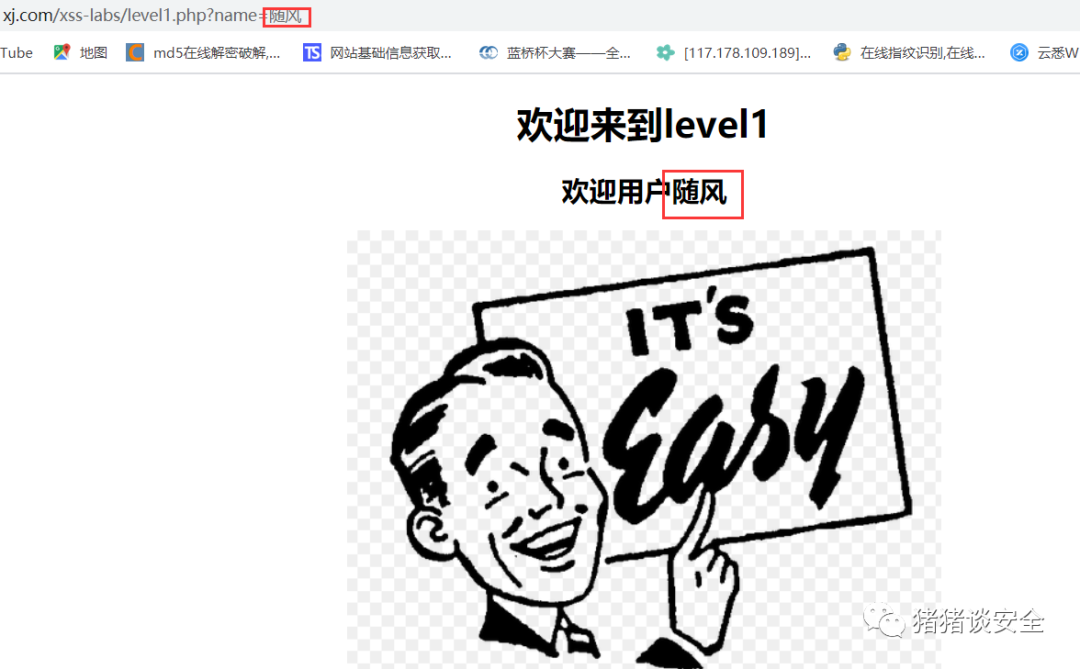 xj.com/xss-labs/level1.php?name=随风
Tube 地图 md5在线解密破解,... TS 网站基础信息获取... 蓝桥杯大赛——全... [117.178.109.189]... 在线指纹识别,在线... 云悉W
欢迎来到level1
欢迎用户随风
IT'S
Easy
猪猪谈安全